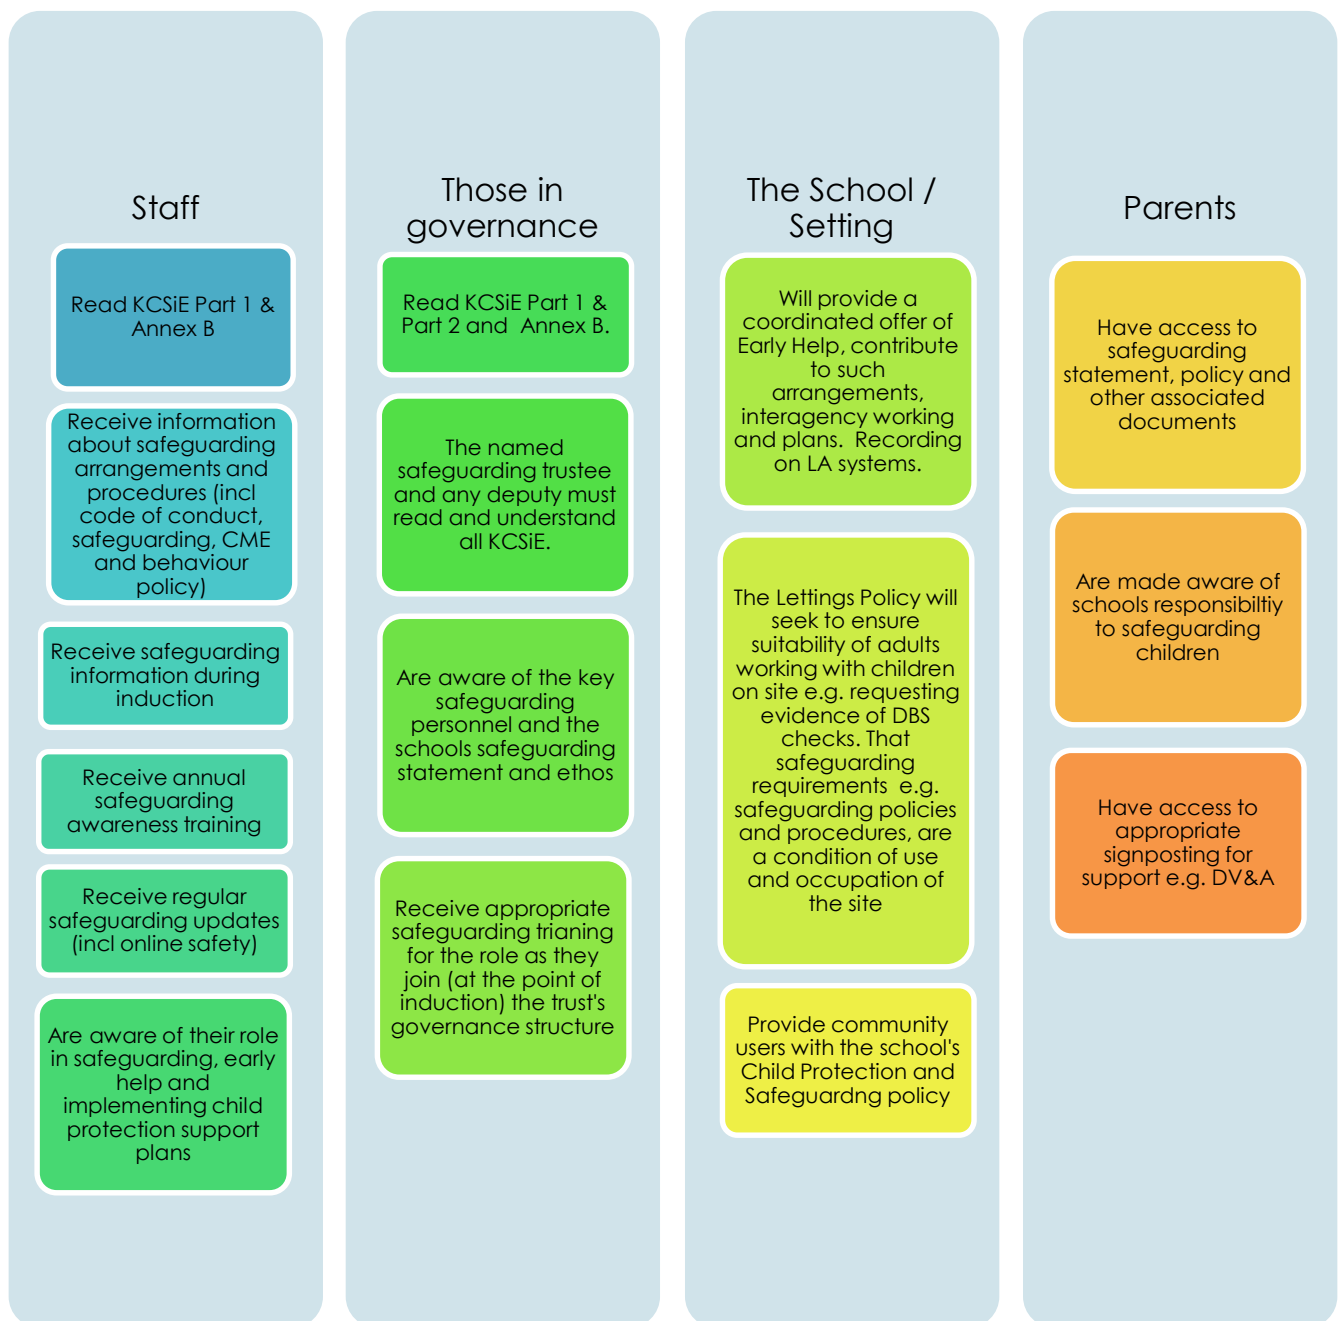 Staff
Read KCSiE Part 1 &
Annex B
Receive information
about safeguarding
arrangements and
procedures (incl
code of conduct,
safeguarding, CME
and behaviour
policy)
Receive safeguarding
information during
induction
Receive annual
safeguarding
awareness training
Receive regular
safeguarding updates
(incl online safety)
Are aware of their role
in safeguarding, early
help and
implementing child
protection support
plans
Those in
governance
Read KCSiE Part 1 &
Part 2 and  Annex B.
The named
safeguarding trustee
and any deputy must
read and understand
all KCSiE.
Are aware of the key
safeguarding
personnel and the
schools safeguarding
statement and ethos
Receive appropriate
safeguarding trianing
for the role as they
join (at the point of
induction) the trust's
governance structure
The School /
Setting
Will provide a
coordinated offer of
Early Help, contribute
to such
arrangements,
interagency working
and plans.  Recording
on LA systems.
The Lettings Policy will
seek to ensure
suitability of adults
working with children
on site e.g. requesting
evidence of DBS
checks. That
safeguarding
requirements  e.g.
safeguarding policies
and procedures, are
a condition of use
and occupation of
the site
Provide community
users with the school's
Child Protection and
Safeguardng policy
Parents
Have access to
safeguarding
statement, policy and
other associated
documents
Are made aware of
schools responsibiltiy
to safeguarding
children
Have access to
appropriate
signposting for
support e.g. DV&A